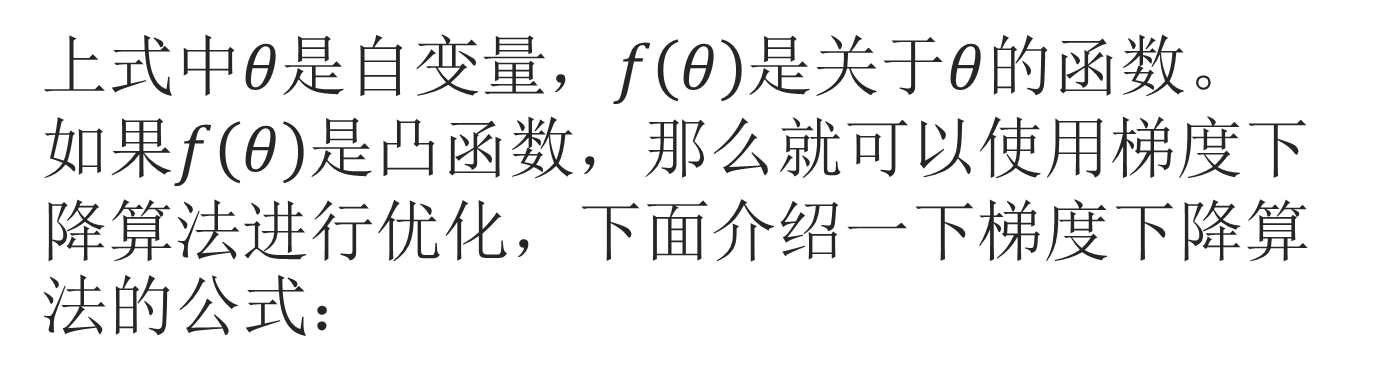 上式中θ是自变量，f(θ)是关于θ的函数。
如果f(θ)是凸函数，那么就可以使用梯度下
降算法进行优化，下面介绍一下梯度下降算
法的公式：